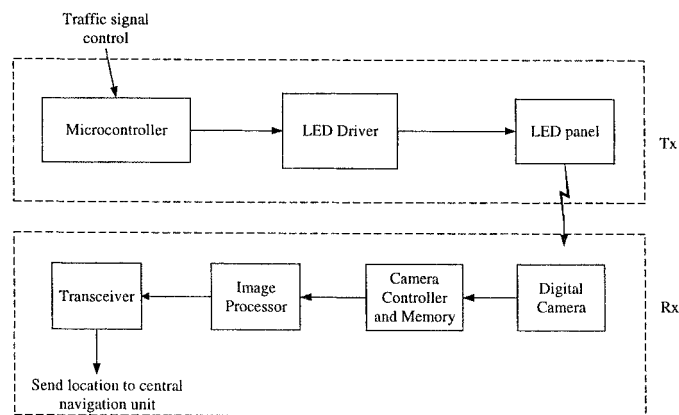 Traffic signal
control
Microcontroller
LED Driver
LED panel
Tx
Transceiver
Image
Processor
Camera
Controller
and Memory
Digital
Camera
Rx
Send location to central
navigation unit